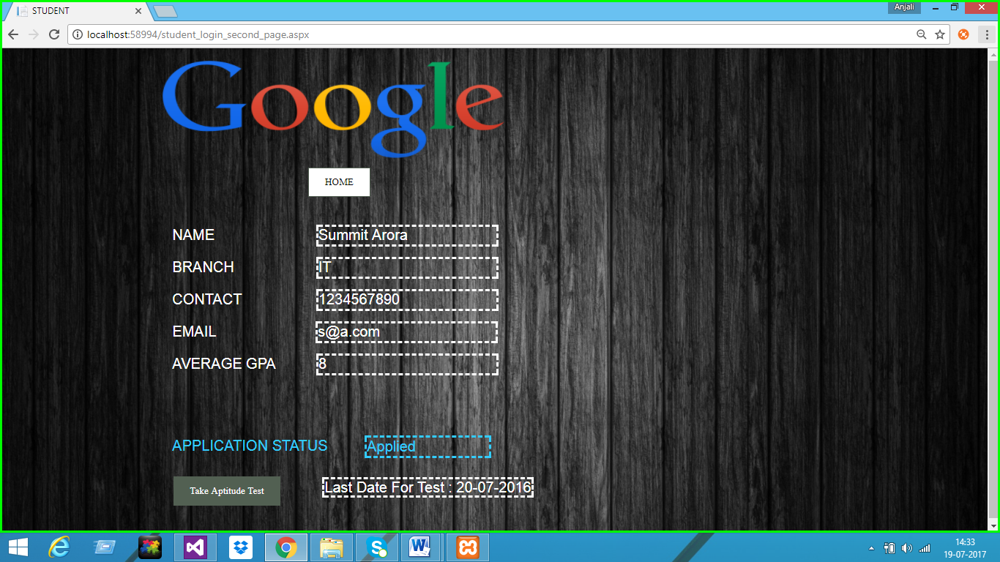 STUDENT
Anjali
localhost:58994/student_login_second_page.aspx
Google
HOME
NAME Summit Arora
BRANCH IT
CONTACT 1234567890
EMAIL s@a.com
AVERAGE GPA 8
APPLICATION STATUS Applied
Take Aptitude Test Last Date For Test : 20-07-2016
14:33
19-07-2017